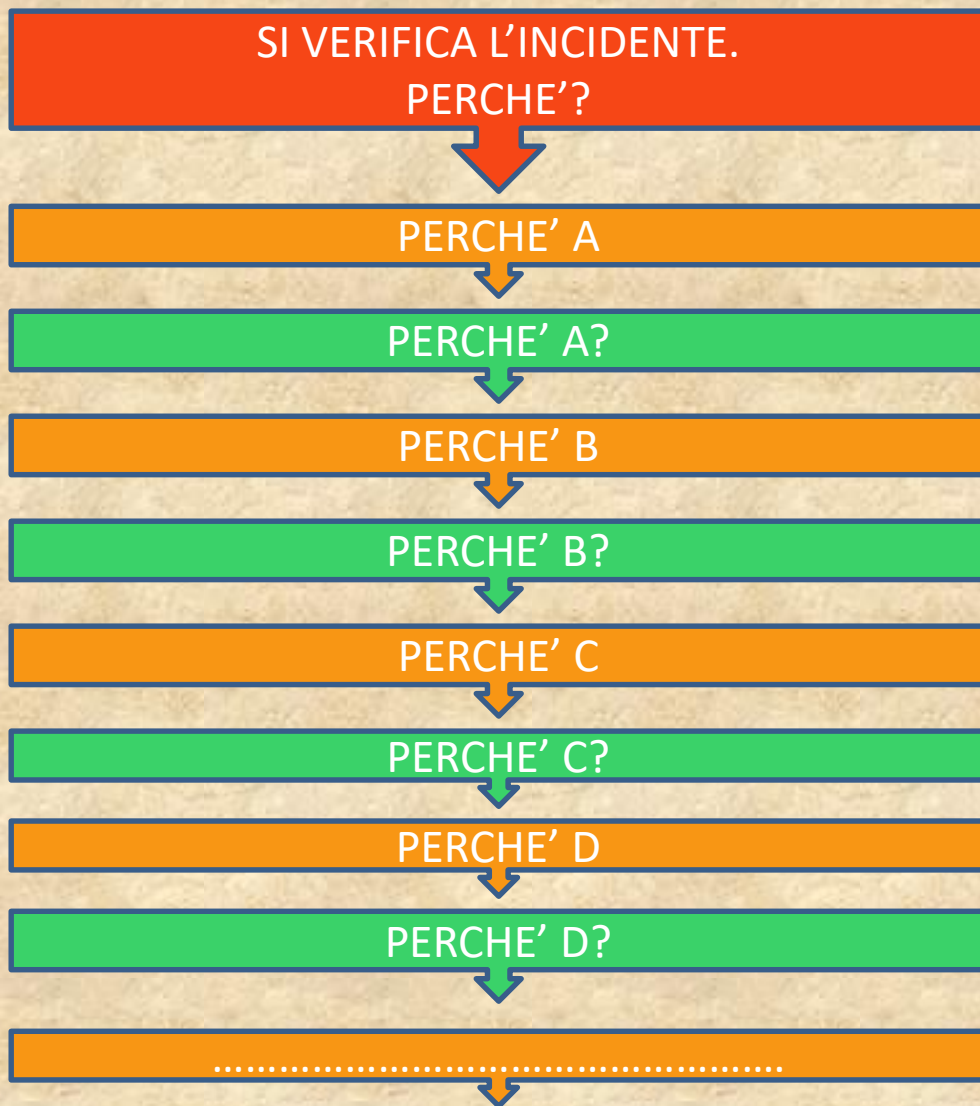 SI VERIFICA L’INCIDENTE.
PERCHE’?
PERCHE’ A
PERCHE’ A?
PERCHE’ B
PERCHE’ B?
PERCHE’ C
PERCHE’ C?
PERCHE’ D
PERCHE’ D?
……………………………………………….